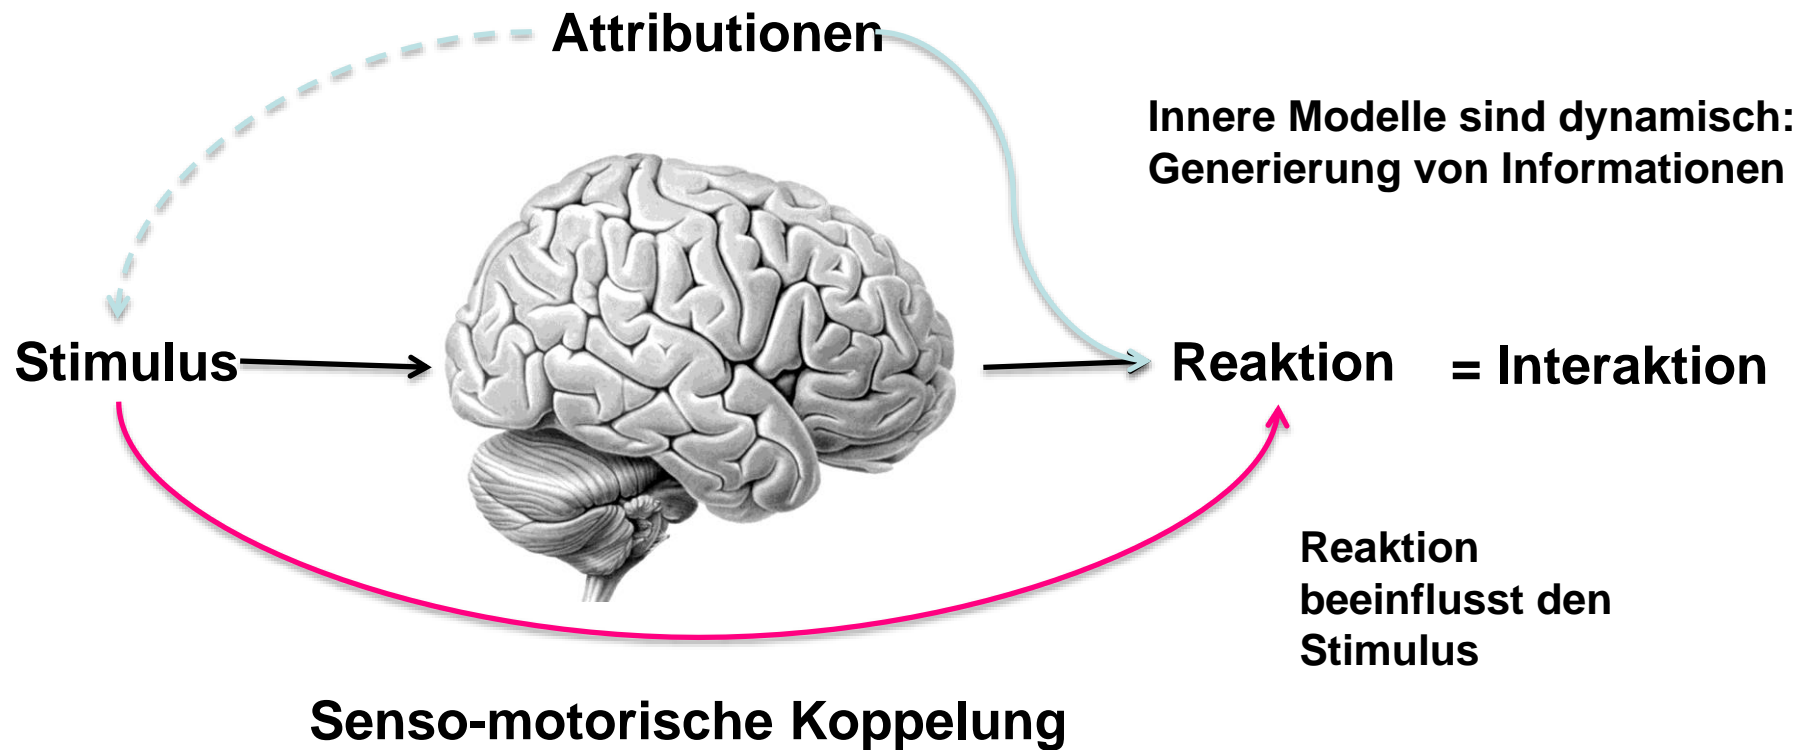 Attributionen
Innere Modelle sind dynamisch:
Generierung von Informationen
Stimulus
Reaktion
= Interaktion
Reaktion
beeinflusst den
Stimulus
Senso-motorische Koppelung